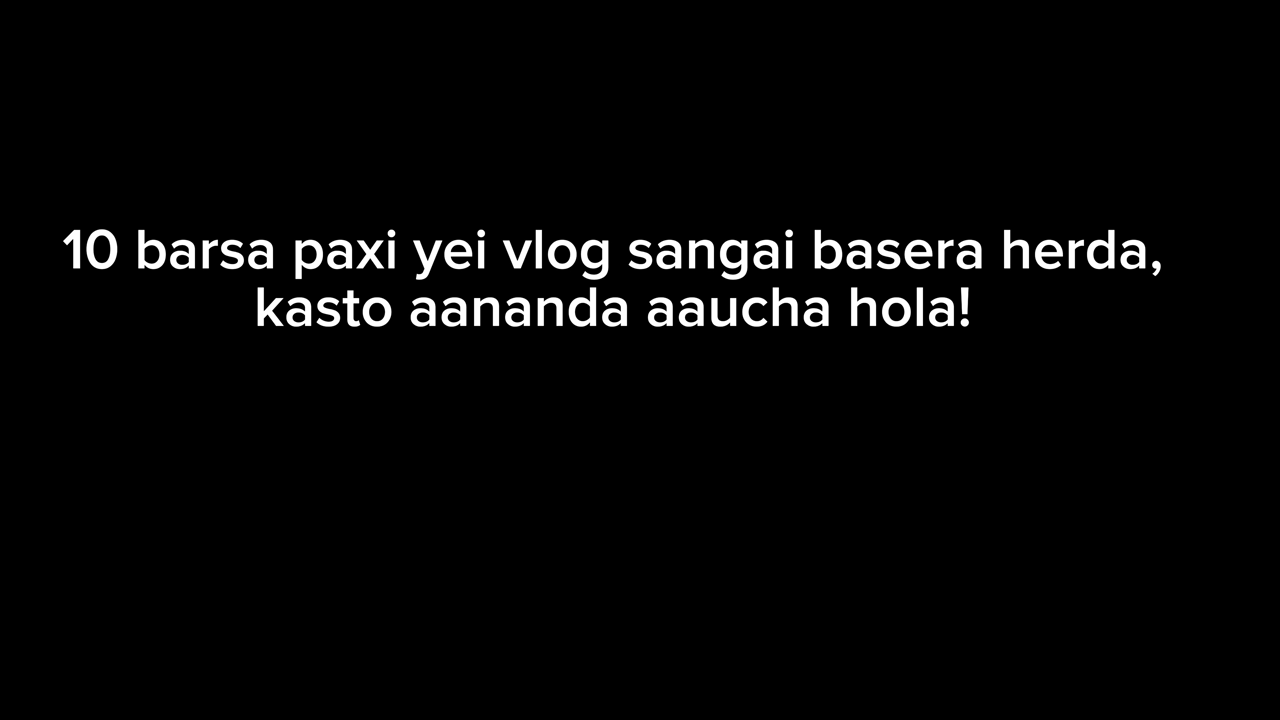 10 barsa paxi yei vlog sangai basera herda,
kasto aananda aaucha hola!